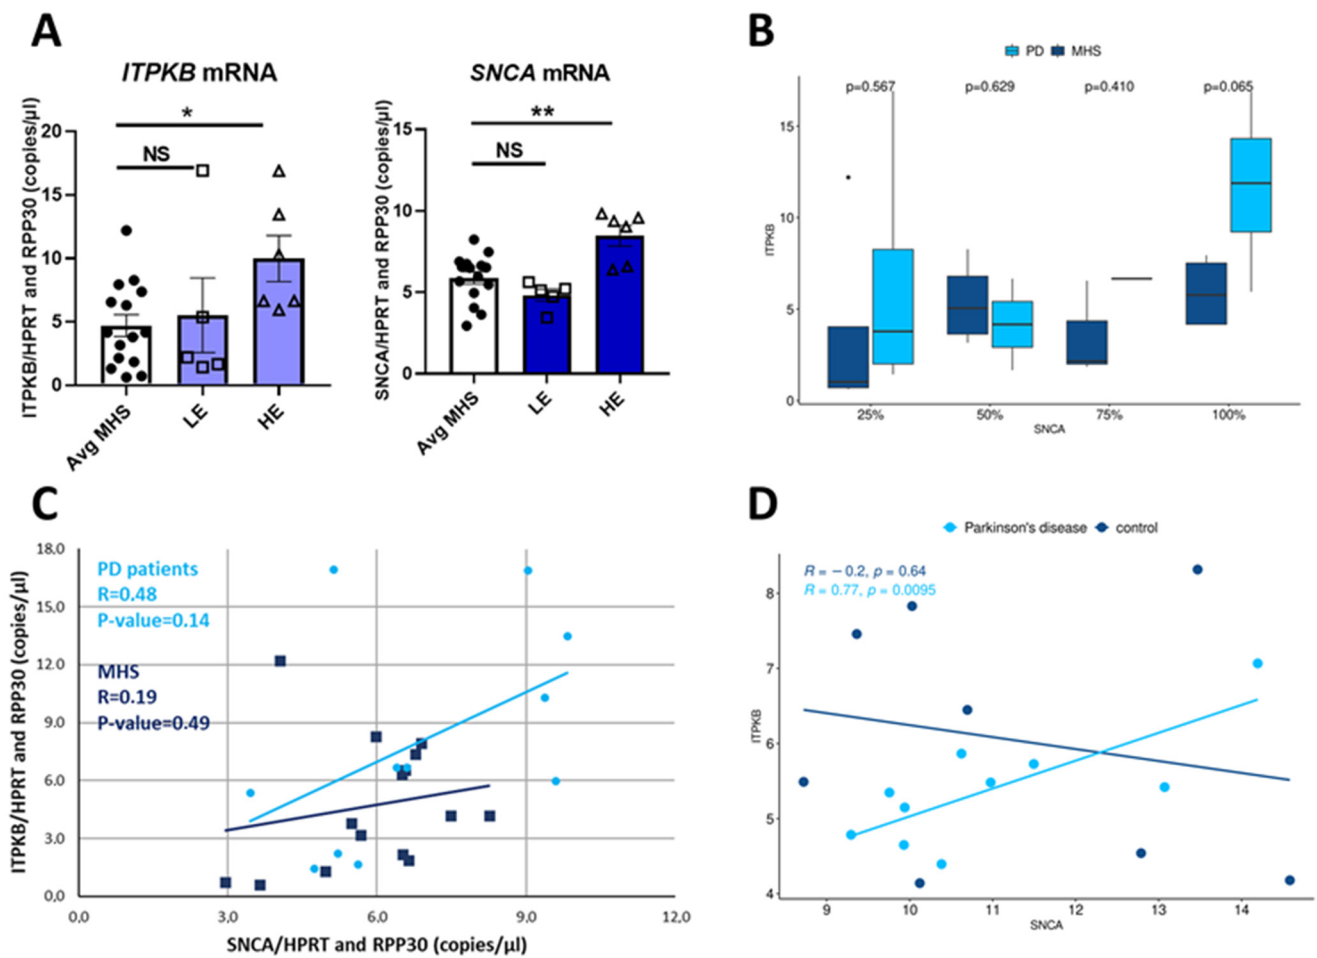 A
ITPKB mRNA
ITPKB/HPRT and RPP30 (copies/µl)
20
15
10
5
0
*
NS
Avg MHS
LE
HE
SNCA mRNA
SNCA/HPRT and RPP30 (copies/µl)
15
10
5
0
**
NS
Avg MHS
LE
HE
B
PD MHS
p=0.567 p=0.629 p=0.410 p=0.065
ITPKB
15
10
5
0
25% 50% 75% 100%
SNCA
C
ITPKB/HPRT and RPP30 (copies/µl)
18.0
15.0
12.0
9.0
6.0
3.0
0.0
PD patients
R=0.48
P-value=0.14
MHS
R=0.19
P-value=0.49
0,0 3.0 6.0 9.0 12,0
SNCA/HPRT and RPP30 (copies/µl)
D
Parkinson's disease control
R = −0.2, p = 0.64
R = 0.77, p = 0.0095
ITPKB
8
7
6
5
4
9 10 11 12 13 14
SNCA